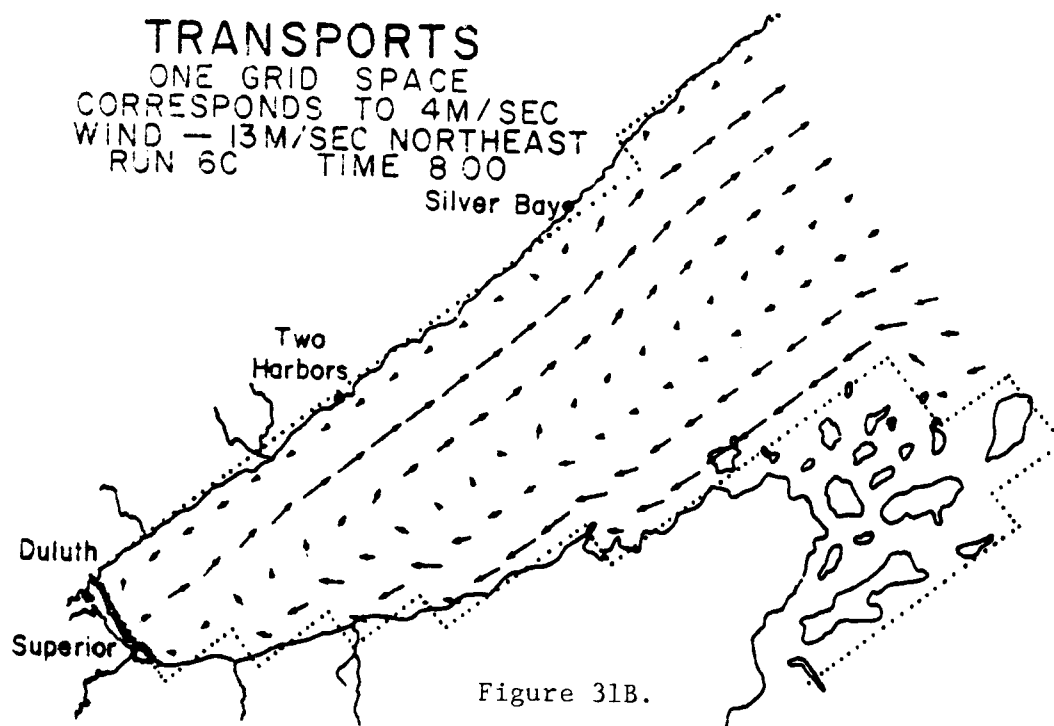 TRANSPORTS
ONE GRID SPACE
CORRESPONDS TO 4M/SEC
WIND — 13M/SEC NORTHEAST
RUN 6C TIME 8 00
Silver Bay
Two
Harbors
Duluth
Superior
Figure 31B.